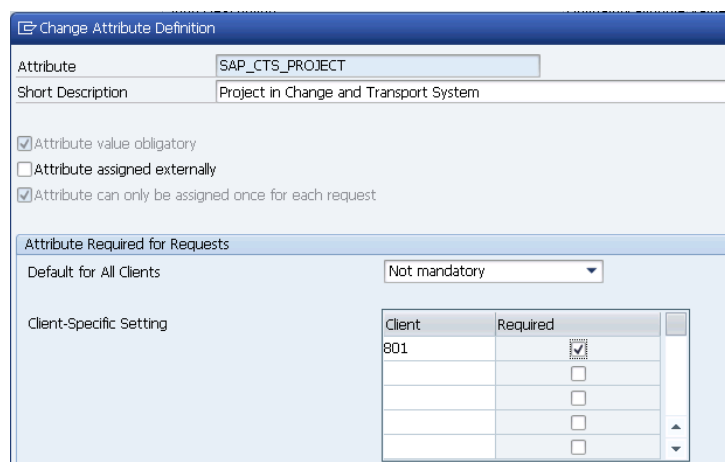 Change Attribute Definition
Attribute SAP_CTS_PROJECT
Short Description Project in Change and Transport System
Attribute value obligatory
Attribute assigned externally
Attribute can only be assigned once for each request
Attribute Required for Requests
Default for All Clients Not mandatory
Client-Specific Setting Client Required
801